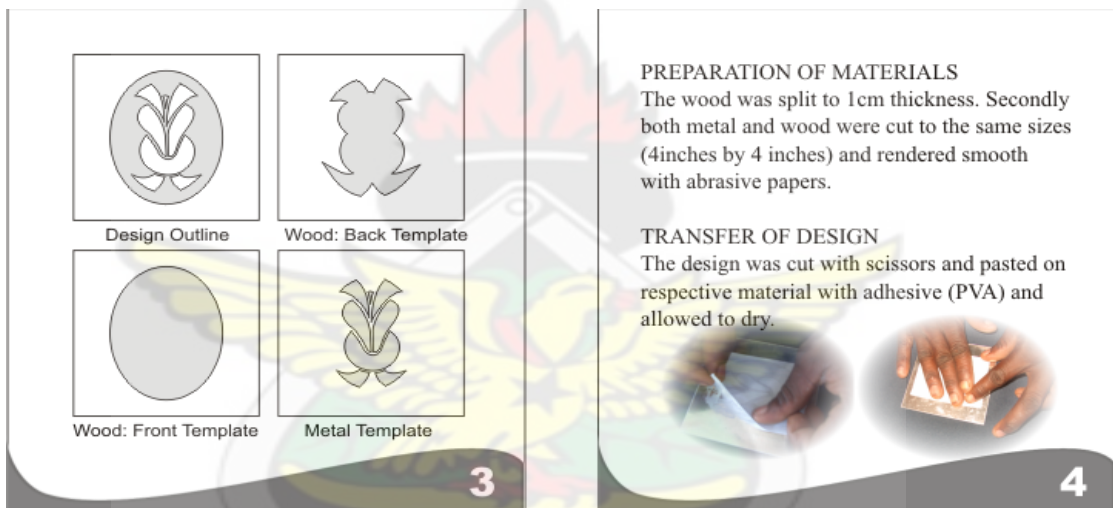 Design Outline
Wood: Back Template
Wood: Front Template
Metal Template
3
PREPARATION OF MATERIALS
The wood was split to 1cm thickness. Secondly
both metal and wood were cut to the same sizes
(4inches by 4 inches) and rendered smooth
with abrasive papers.
TRANSFER OF DESIGN
The design was cut with scissors and pasted on
respective material with adhesive (PVA) and
allowed to dry.
4